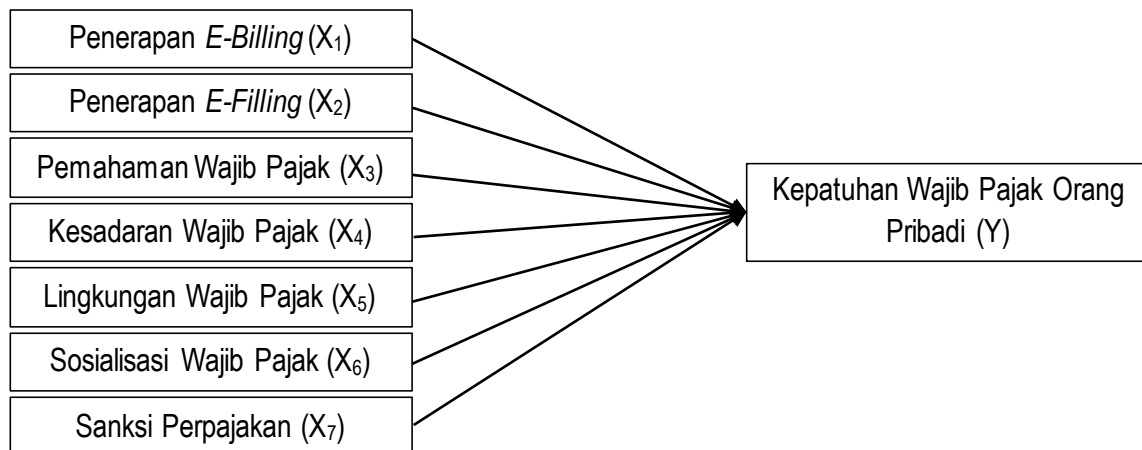 Penerapan E-Billing (X₁)
Penerapan E-Filling (X₂)
Pemahaman Wajib Pajak (X₃)
Kesadaran Wajib Pajak (X₄)
Lingkungan Wajib Pajak (X₅)
Sosialisasi Wajib Pajak (X₆)
Sanksi Perpajakan (X₇)
Kepatuhan Wajib Pajak Orang
Pribadi (Y)